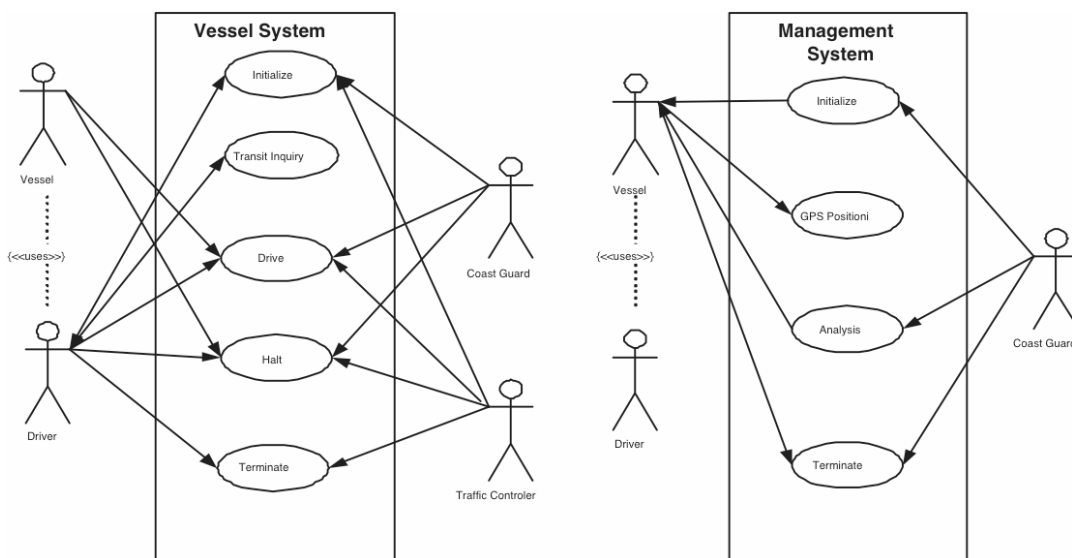 Vessel System
Initialize
Transit Inquiry
Drive
Halt
Terminate
Vessel
{<<uses>>}
Driver
Coast Guard
Traffic Controler
Management
System
Initialize
GPS Positioni
Analysis
Terminate
Vessel
{<<uses>>}
Driver
Coast Guard